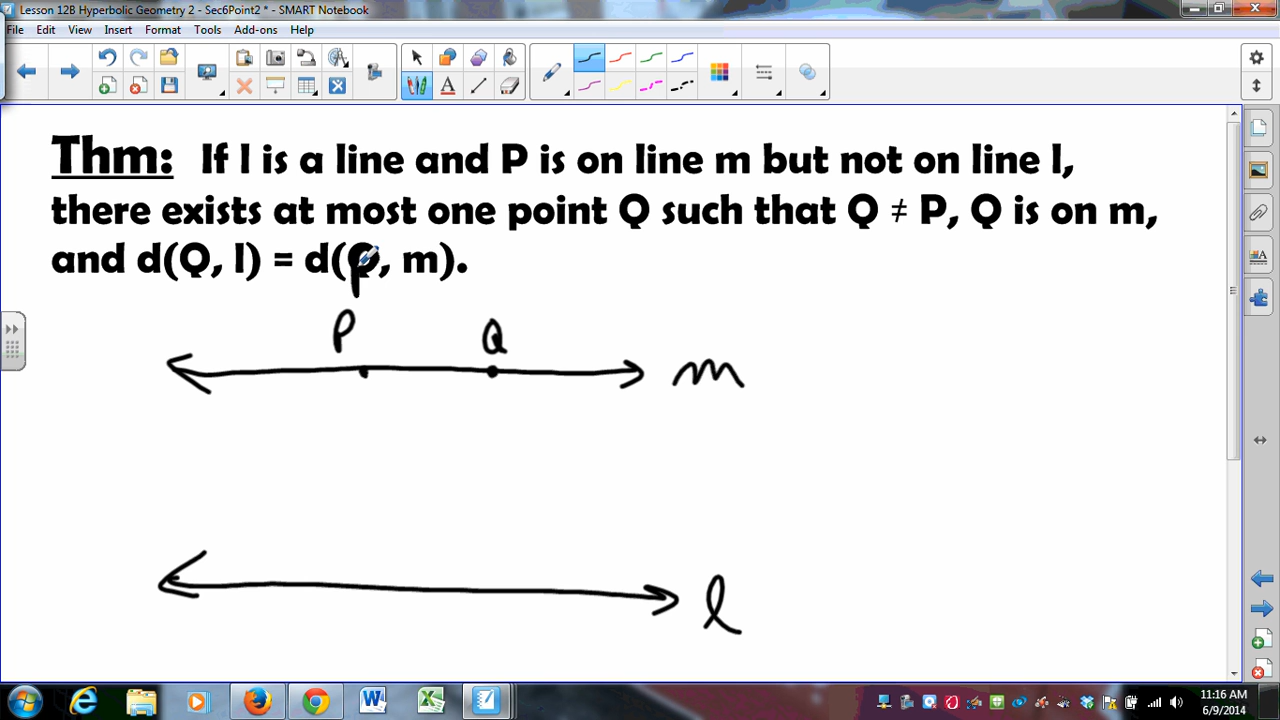 Lesson 12B Hyperbolic Geometry 2 - Sec6Point2 * - SMART Notebook
File Edit View Insert Format Tools Add-ons Help
Thm: If l is a line and P is on line m but not on line l,
there exists at most one point Q such that Q ≠ P, Q is on m,
and d(Q, l) = d(P, m).
P Q
m
l
11:16 AM
6/9/2014